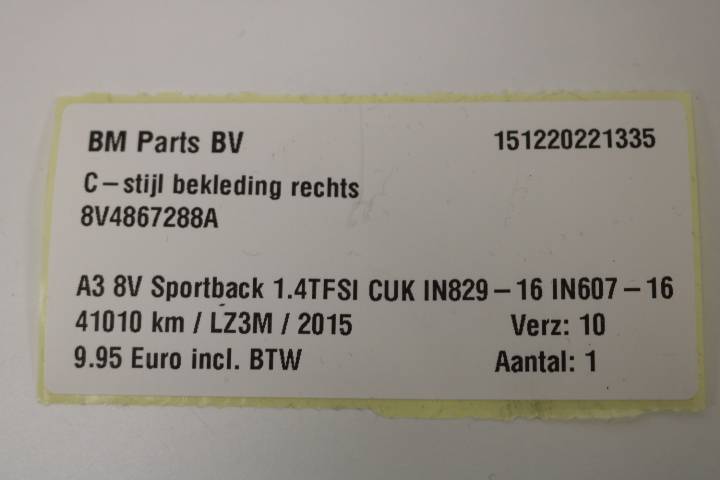 BM Parts BV 151220221335
C-stijl bekleding rechts
8V4867288A
A3 8V Sportback 1.4TFSI CUK IN829-16 IN607-16
41010 km / LZ3M / 2015 Verz: 10
9.95 Euro incl. BTW Aantal: 1